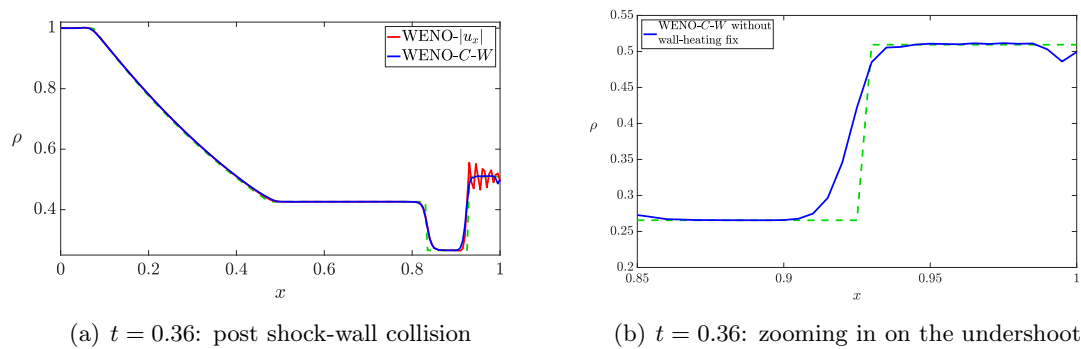 1
0.8
ρ
0.6
0.4
0
0.2
0.4
0.6
0.8
1
x
WENO-|u_x|
WENO-C-W
(a) t = 0.36: post shock-wall collision
0.55
0.5
0.45
0.4
ρ
0.35
0.3
0.25
0.2
0.85
0.9
0.95
1
x
WENO-C-W without
wall-heating fix
(b) t = 0.36: zooming in on the undershoot